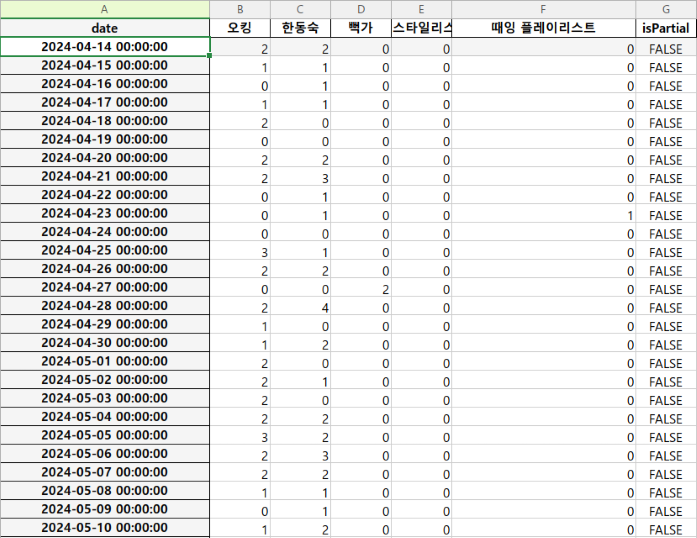 A B C D E F G
date 오킹 한동숙 뻑가 스타일리스 때잉 플레이리스트 isPartial
2024-04-14 00:00:00 2 2 0 0 0 FALSE
2024-04-15 00:00:00 1 1 0 0 0 FALSE
2024-04-16 00:00:00 0 1 0 0 0 FALSE
2024-04-17 00:00:00 1 1 0 0 0 FALSE
2024-04-18 00:00:00 2 0 0 0 0 FALSE
2024-04-19 00:00:00 0 0 0 0 0 FALSE
2024-04-20 00:00:00 2 2 0 0 0 FALSE
2024-04-21 00:00:00 2 3 0 0 0 FALSE
2024-04-22 00:00:00 0 1 0 0 0 FALSE
2024-04-23 00:00:00 0 1 0 0 1 FALSE
2024-04-24 00:00:00 0 0 0 0 0 FALSE
2024-04-25 00:00:00 3 1 0 0 0 FALSE
2024-04-26 00:00:00 2 2 0 0 0 FALSE
2024-04-27 00:00:00 0 0 2 0 0 FALSE
2024-04-28 00:00:00 2 4 0 0 0 FALSE
2024-04-29 00:00:00 1 0 0 0 0 FALSE
2024-04-30 00:00:00 1 2 0 0 0 FALSE
2024-05-01 00:00:00 2 0 0 0 0 FALSE
2024-05-02 00:00:00 2 1 0 0 0 FALSE
2024-05-03 00:00:00 2 0 0 0 0 FALSE
2024-05-04 00:00:00 2 2 0 0 0 FALSE
2024-05-05 00:00:00 3 2 0 0 0 FALSE
2024-05-06 00:00:00 2 3 0 0 0 FALSE
2024-05-07 00:00:00 2 2 0 0 0 FALSE
2024-05-08 00:00:00 1 1 0 0 0 FALSE
2024-05-09 00:00:00 0 1 0 0 0 FALSE
2024-05-10 00:00:00 1 2 0 0 0 FALSE